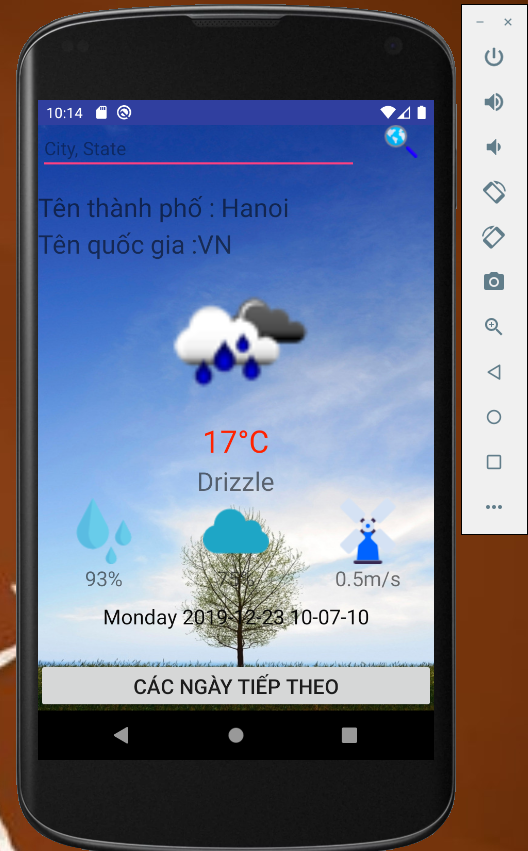 10:14
City, State
Tên thành phố : Hanoi
Tên quốc gia :VN
17°C
Drizzle
93% 75% 0.5m/s
Monday 2019-12-23 10-07-10
CÁC NGÀY TIẾP THEO